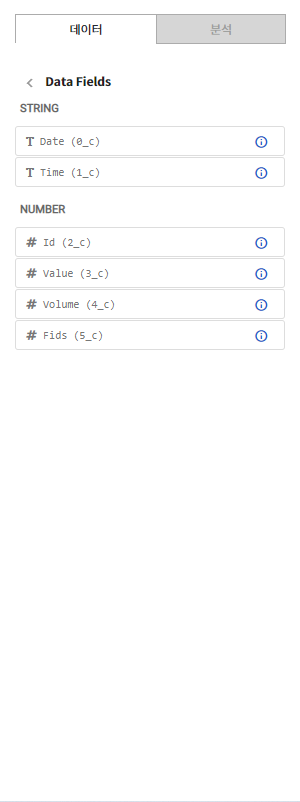 데이터
분석
Data Fields
STRING
Date (0_c)
Time (1_c)
NUMBER
Id (2_c)
Value (3_c)
Volume (4_c)
Fids (5_c)